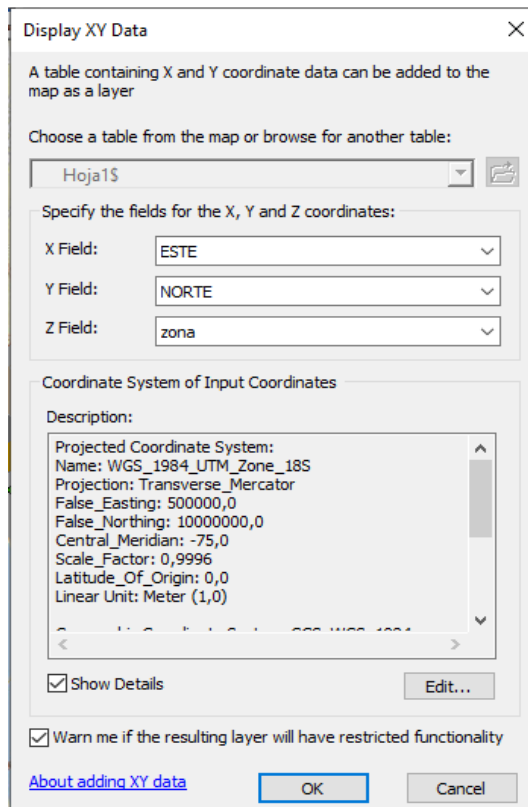 Display XY Data
A table containing X and Y coordinate data can be added to the
map as a layer
Choose a table from the map or browse for another table:
Hoja1$
Specify the fields for the X, Y and Z coordinates:
X Field: ESTE
Y Field: NORTE
Z Field: zona
Coordinate System of Input Coordinates
Description:
Projected Coordinate System:
Name: WGS_1984_UTM_Zone_18S
Projection: Transverse_Mercator
False_Easting: 500000,0
False_Northing: 10000000,0
Central_Meridian: -75,0
Scale_Factor: 0,9996
Latitude_Of_Origin: 0,0
Linear Unit: Meter (1,0)
Show Details
Edit...
Warn me if the resulting layer will have restricted functionality
About adding XY data
OK
Cancel